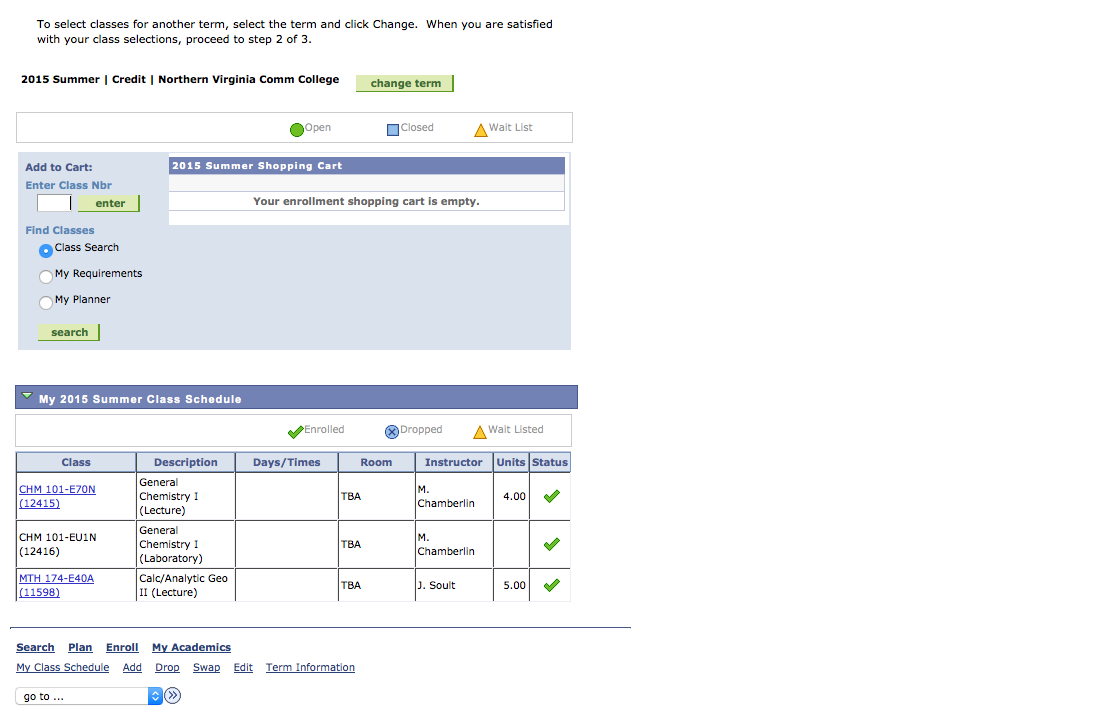 To select classes for another term, select the term and click Change.  When you are satisfied
with your class selections, proceed to step 2 of 3.
2015 Summer | Credit | Northern Virginia Comm College
change term
Open
Closed
Wait List
Add to Cart:
Enter Class Nbr
enter
Find Classes
Class Search
My Requirements
My Planner
search
2015 Summer Shopping Cart
Your enrollment shopping cart is empty.
My 2015 Summer Class Schedule
Enrolled
Dropped
Wait Listed
Class Description Days/Times Room Instructor Units Status
CHM 101-E70N
(12415)
General
Chemistry I
(Lecture)
TBA
M.
Chamberlin
4.00
CHM 101-EU1N
(12416)
General
Chemistry I
(Laboratory)
TBA
M.
Chamberlin
MTH 174-E40A
(11598)
Calc/Analytic Geo
II (Lecture)
TBA
J. Soult
5.00
Search Plan Enroll My Academics
My Class Schedule Add Drop Swap Edit Term Information
go to ...